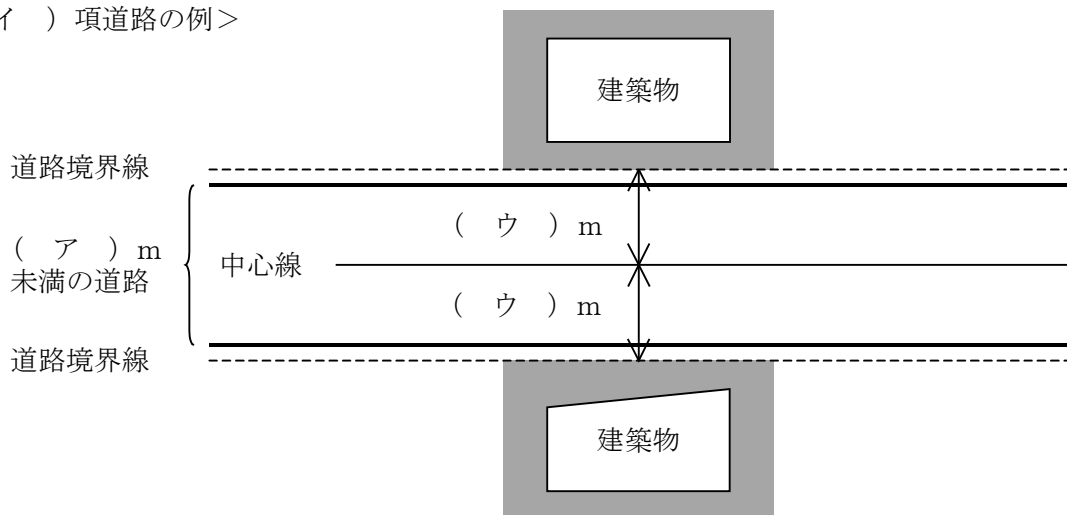 イ ）項道路の例＞
建築物
道路境界線
（ ウ ）m
（ ア ）m
未満の道路
中心線
（ ウ ）m
道路境界線
建築物